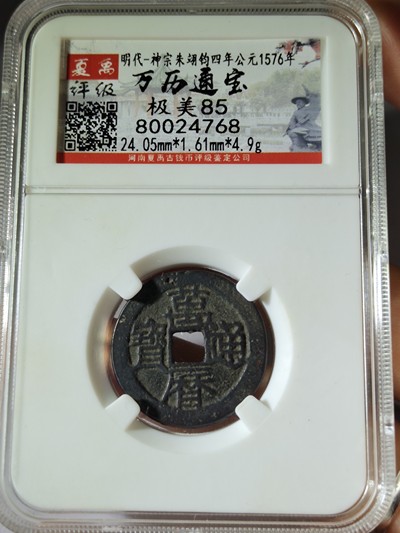 夏禹
评级
明代-神宗朱翊钧四年公元1576年
万历通宝
极美85
80024768
24.05mm*1.61mm*4.9g
河南夏禹古钱币评级鉴定公司
萬曆通寶